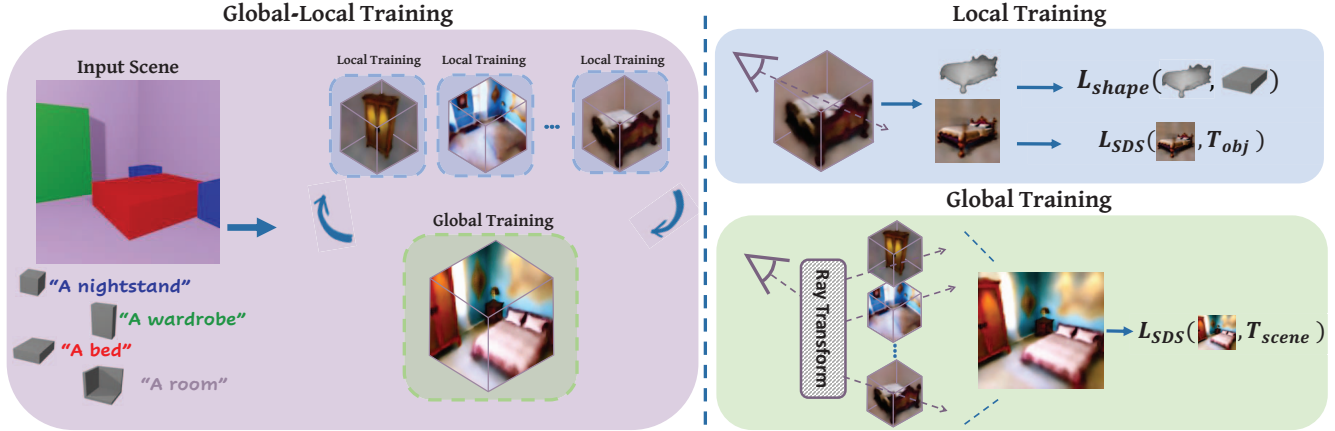 Global-Local Training
Input Scene
Local Training
Local Training
Local Training
...
Global Training
"A nightstand"
"A wardrobe"
"A bed"
"A room"
Local Training
L_shape( , )
L_SDS( , T_obj )
Global Training
Ray Transform
L_SDS( , T_scene )